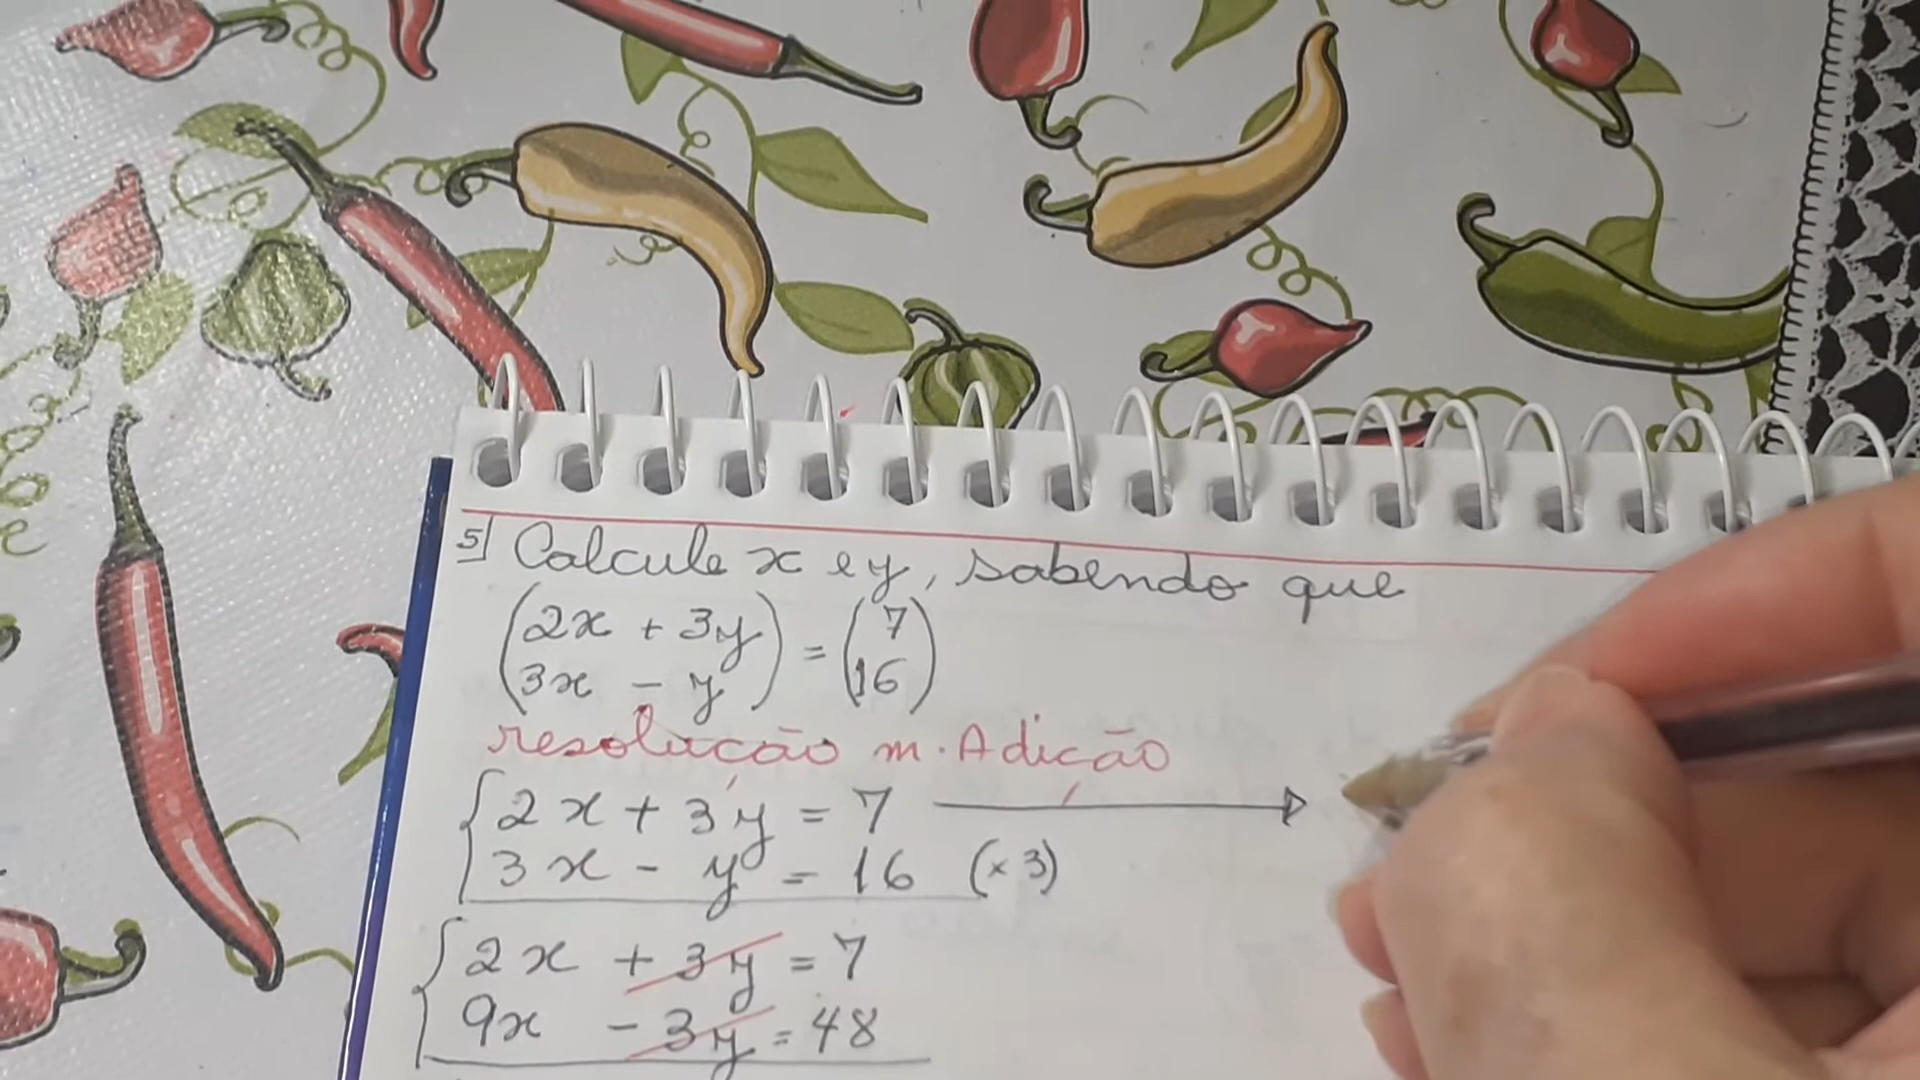 5] Calcule x e y, sabendo que
(2x + 3y) = (7)
(3x - y) (16)
resolução m. Adição
{2x + 3y = 7 →
{3x - y = 16 (x 3)
{2x + 3y = 7
{9x - 3y = 48